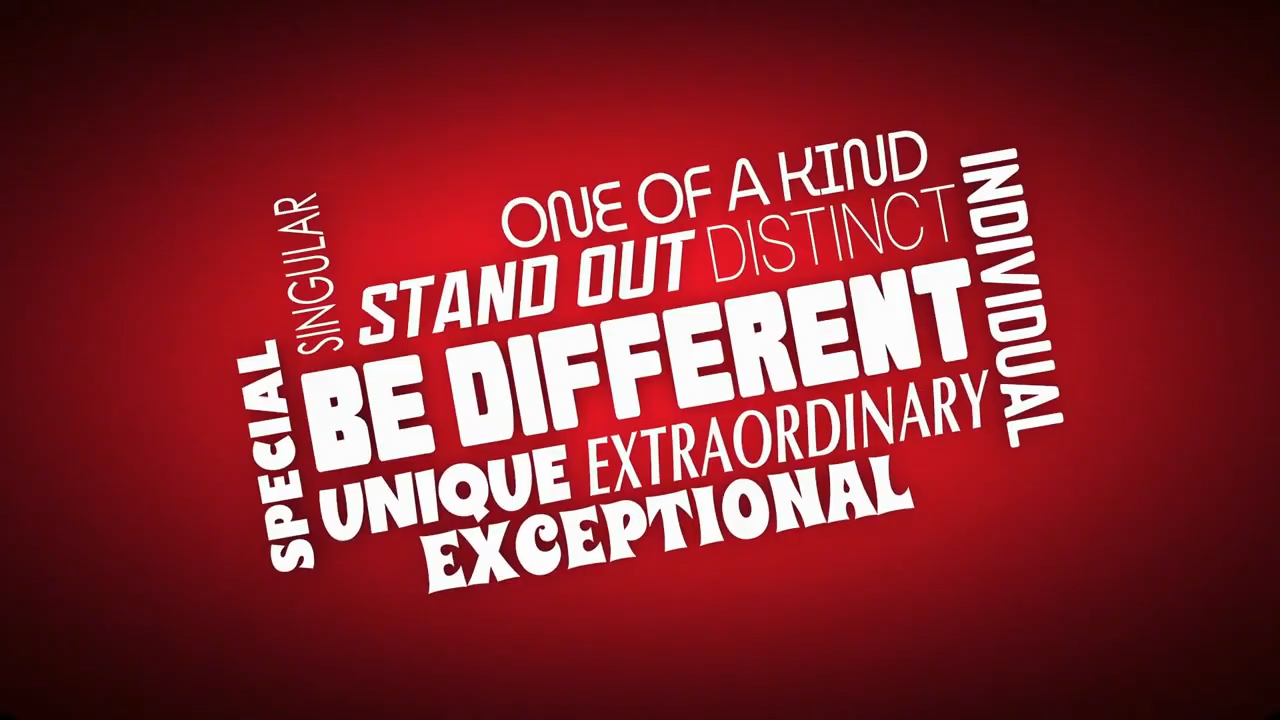 ONE OF A KIND
STAND OUT DISTINCT
BE DIFFERENT
UNIQUE EXTRAORDINARY
EXCEPTIONAL
SINGULAR
SPECIAL
INDIVIDUAL